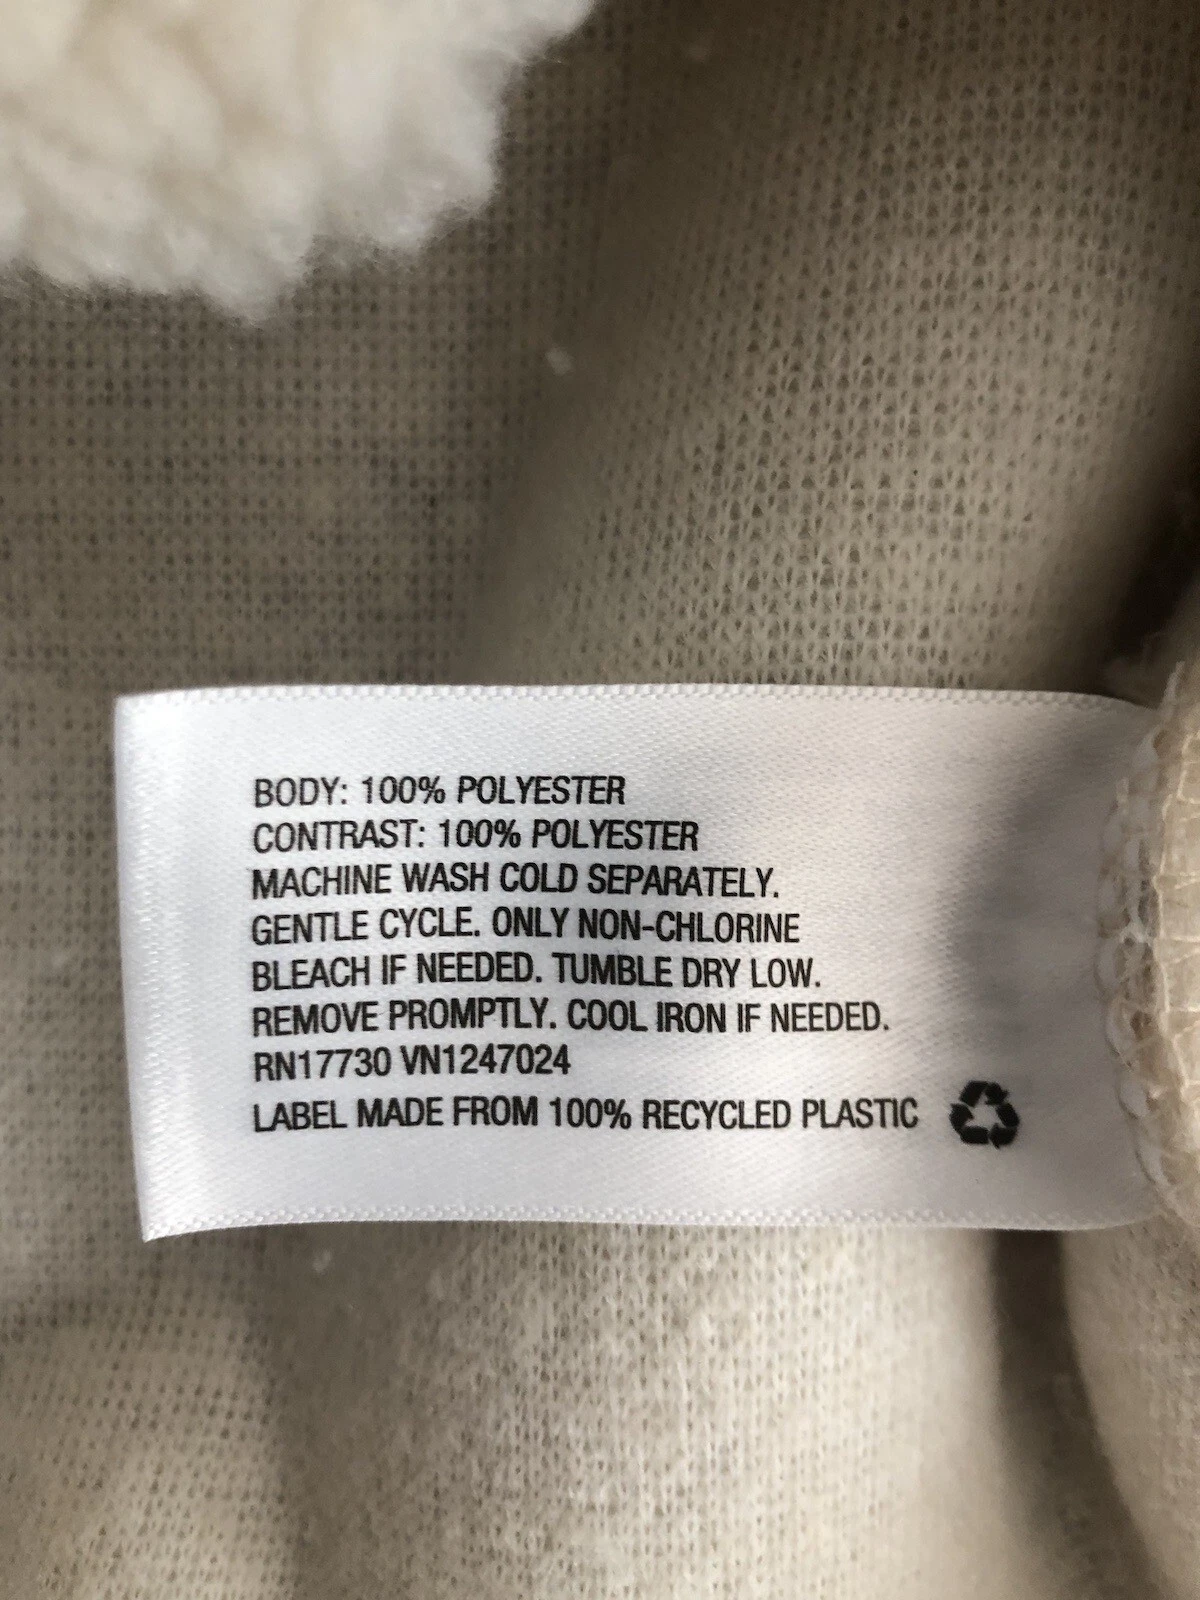 BODY: 100% POLYESTER
CONTRAST: 100% POLYESTER
MACHINE WASH COLD SEPARATELY.
GENTLE CYCLE. ONLY NON-CHLORINE
BLEACH IF NEEDED. TUMBLE DRY LOW.
REMOVE PROMPTLY. COOL IRON IF NEEDED.
RN17730 VN1247024
LABEL MADE FROM 100% RECYCLED PLASTIC